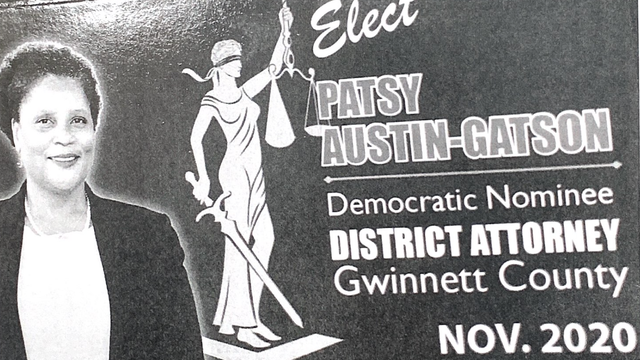 Elect
PATSY
AUSTIN-GATSON
Democratic Nominee
DISTRICT ATTORNEY
Gwinnett County
NOV. 2020